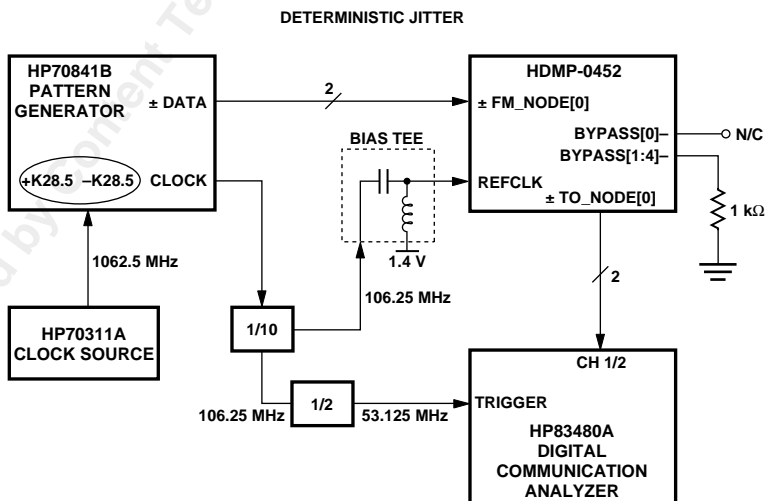 DETERMINISTIC JITTER
HP70841B
PATTERN
GENERATOR
± DATA
+K28.5 –K28.5
CLOCK
2
HDMP-0452
± FM_NODE[0]
BYPASS[0]–
N/C
BYPASS[1:4]–
REFCLK
± TO_NODE[0]
1 kΩ
BIAS TEE
1.4 V
1062.5 MHz
106.25 MHz
2
HP70311A
CLOCK SOURCE
1/10
106.25 MHz
1/2
53.125 MHz
CH 1/2
TRIGGER
HP83480A
DIGITAL
COMMUNICATION
ANALYZER
d by Content Te